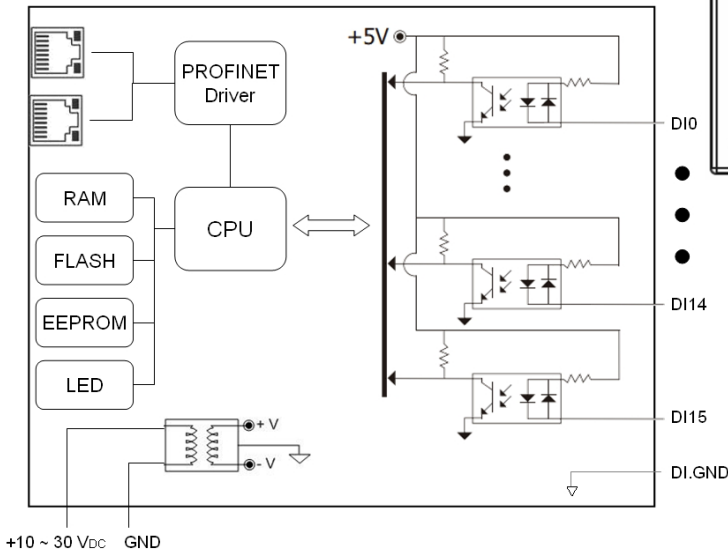 +5V
PROFINET
Driver
DI0
RAM
CPU
FLASH
DI14
EEPROM
LED
DI15
+ V
- V
DI.GND
+10 ~ 30 VDC GND